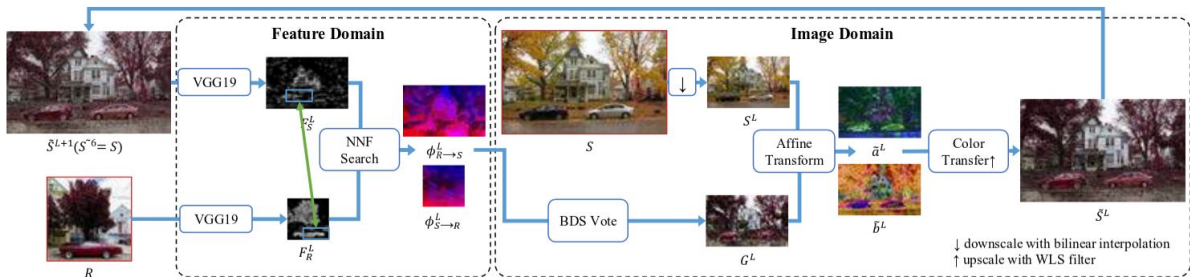 Feature Domain
Image Domain
VGG19
S̃^{L+1}(S^{~6}= S)
F_S^L
NNF
Search
ϕ_{R→S}^L
ϕ_{S→R}^L
R
VGG19
F_R^L
S
↓
S^L
Affine
Transform
ã^L
b̃^L
Color
Transfer↑
S̃^L
BDS Vote
G^L
↓ downscale with bilinear interpolation
↑ upscale with WLS filter